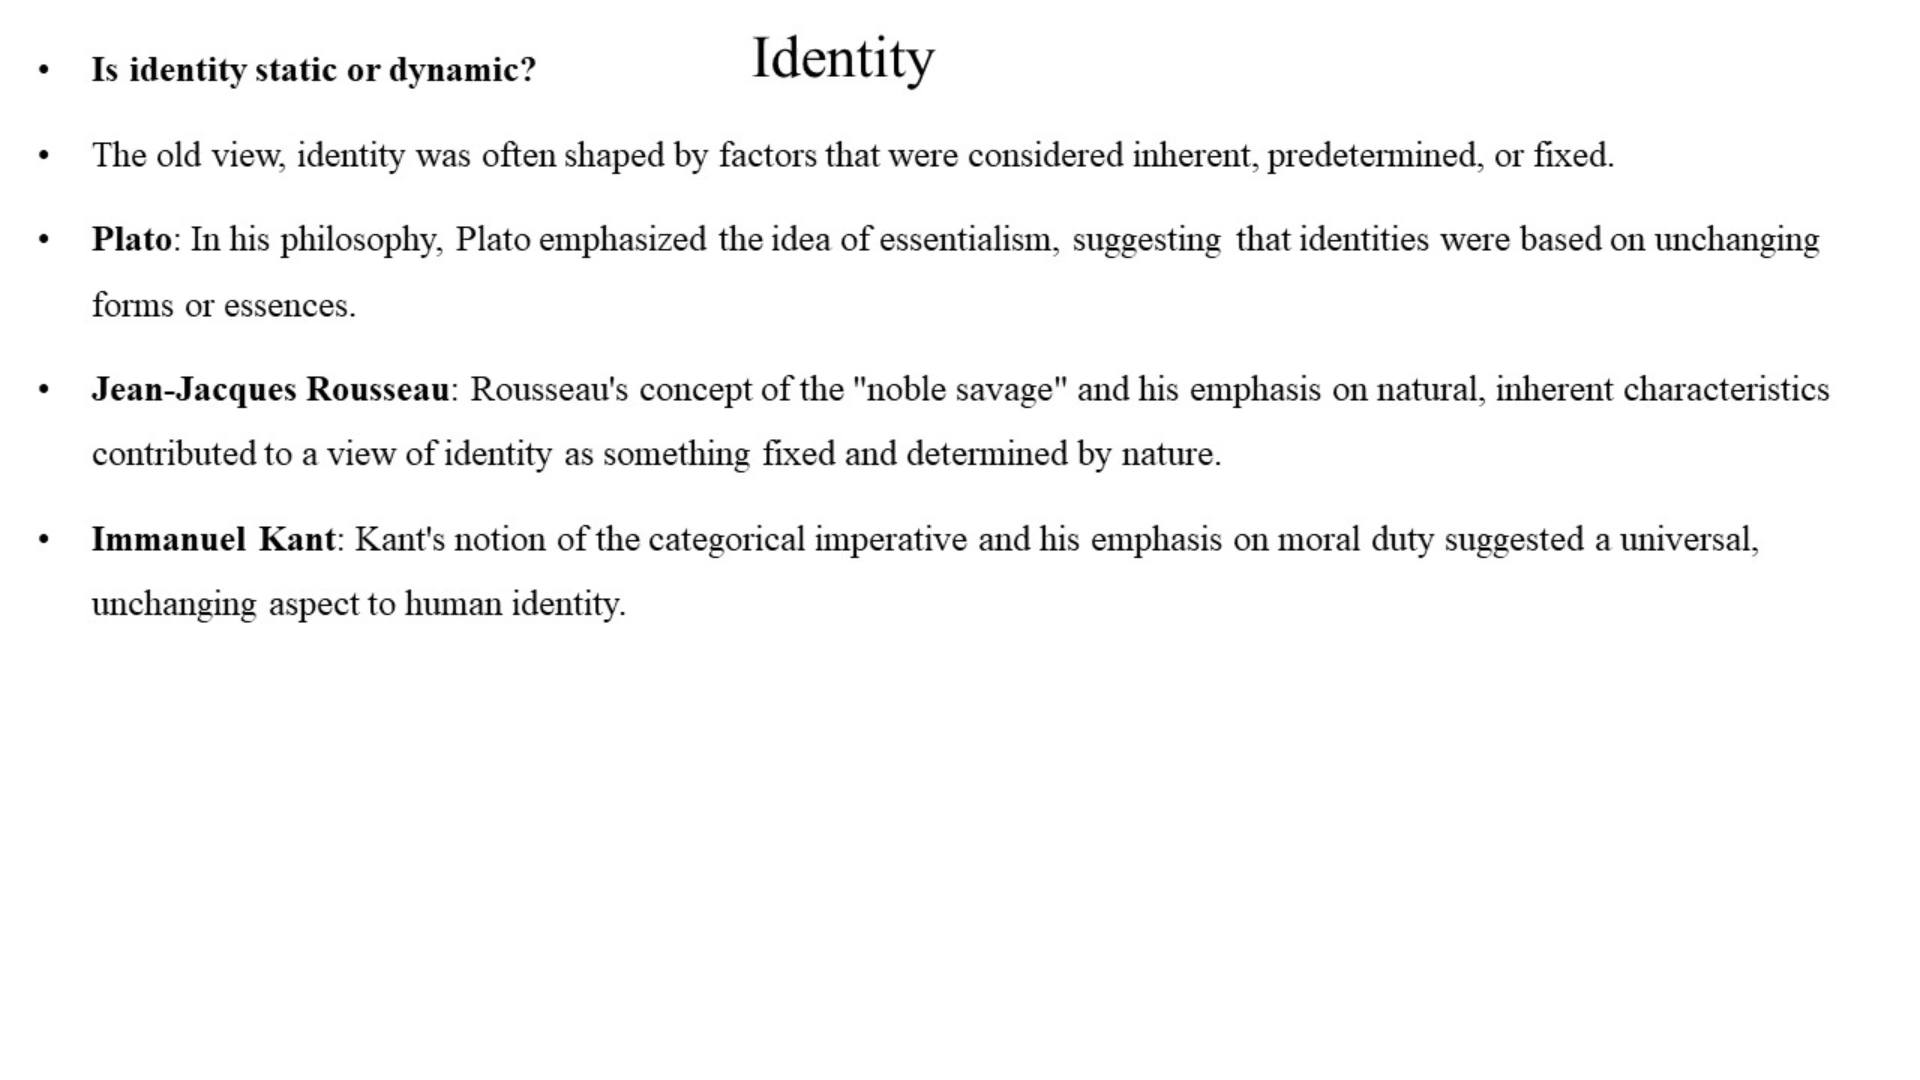 Identity
• Is identity static or dynamic?
• The old view, identity was often shaped by factors that were considered inherent, predetermined, or fixed.
• Plato: In his philosophy, Plato emphasized the idea of essentialism, suggesting that identities were based on unchanging
forms or essences.
• Jean-Jacques Rousseau: Rousseau's concept of the "noble savage" and his emphasis on natural, inherent characteristics
contributed to a view of identity as something fixed and determined by nature.
• Immanuel Kant: Kant's notion of the categorical imperative and his emphasis on moral duty suggested a universal,
unchanging aspect to human identity.